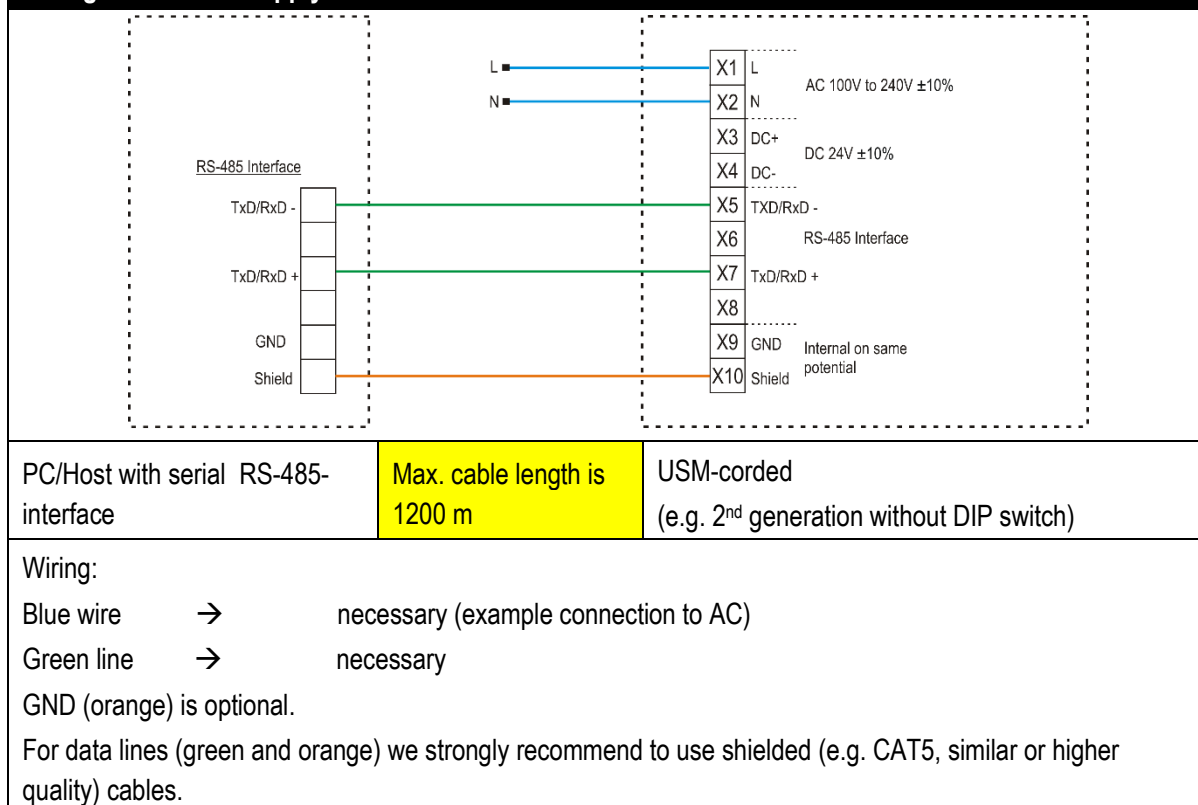 L
N
X1 L
AC 100V to 240V ±10%
X2 N
X3 DC+
DC 24V ±10%
X4 DC-
RS-485 Interface
TxD/RxD -
X5 TXD/RxD -
X6 RS-485 Interface
TxD/RxD +
X7 TxD/RxD +
X8
GND
X9 GND
Internal on same
potential
Shield
X10 Shield
PC/Host with serial RS-485-
interface
Max. cable length is
1200 m
USM-corded
(e.g. 2nd generation without DIP switch)
Wiring:
Blue wire → necessary (example connection to AC)
Green line → necessary
GND (orange) is optional.
For data lines (green and orange) we strongly recommend to use shielded (e.g. CAT5, similar or higher
quality) cables.